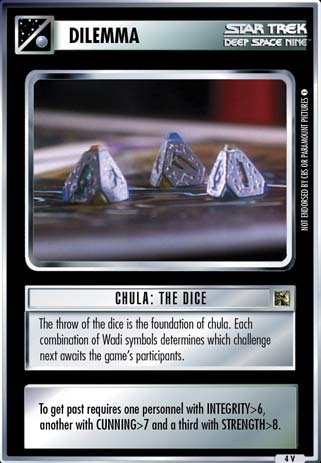 DILEMMA
STAR TREK
DEEP SPACE NINE
NOT ENDORSED BY CBS OR PARAMOUNT PICTURES
CHULA: THE DICE
The throw of the dice is the foundation of chula. Each
combination of Wadi symbols determines which challenge
next awaits the game's participants.
To get past requires one personnel with INTEGRITY>6,
another with CUNNING>7 and a third with STRENGTH>8.
4 V